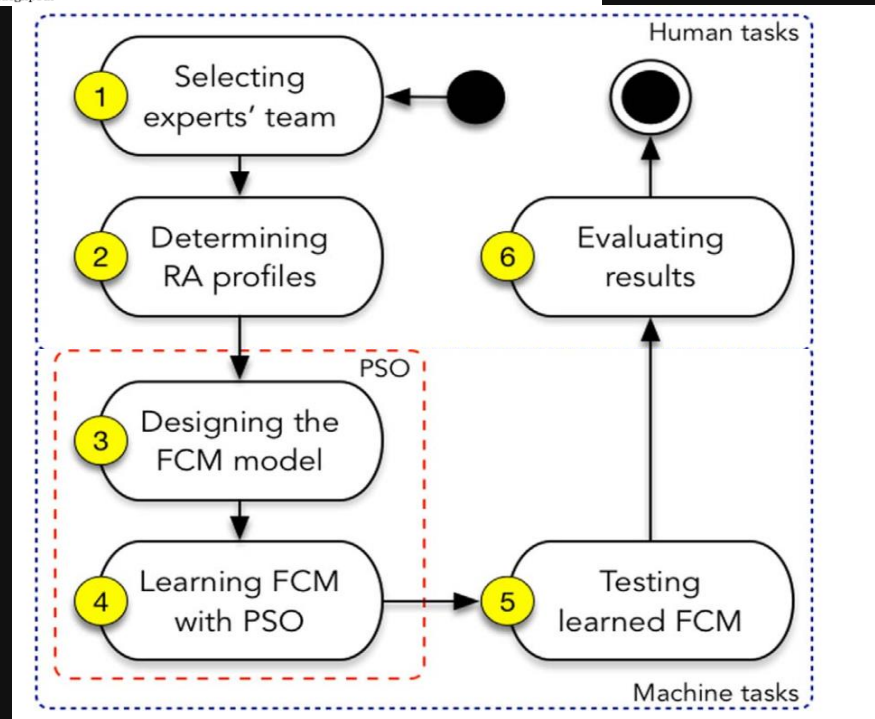 Human tasks
1
Selecting
experts’ team
2
Determining
RA profiles
6
Evaluating
results
PSO
3
Designing the
FCM model
4
Learning FCM
with PSO
5
Testing
learned FCM
Machine tasks